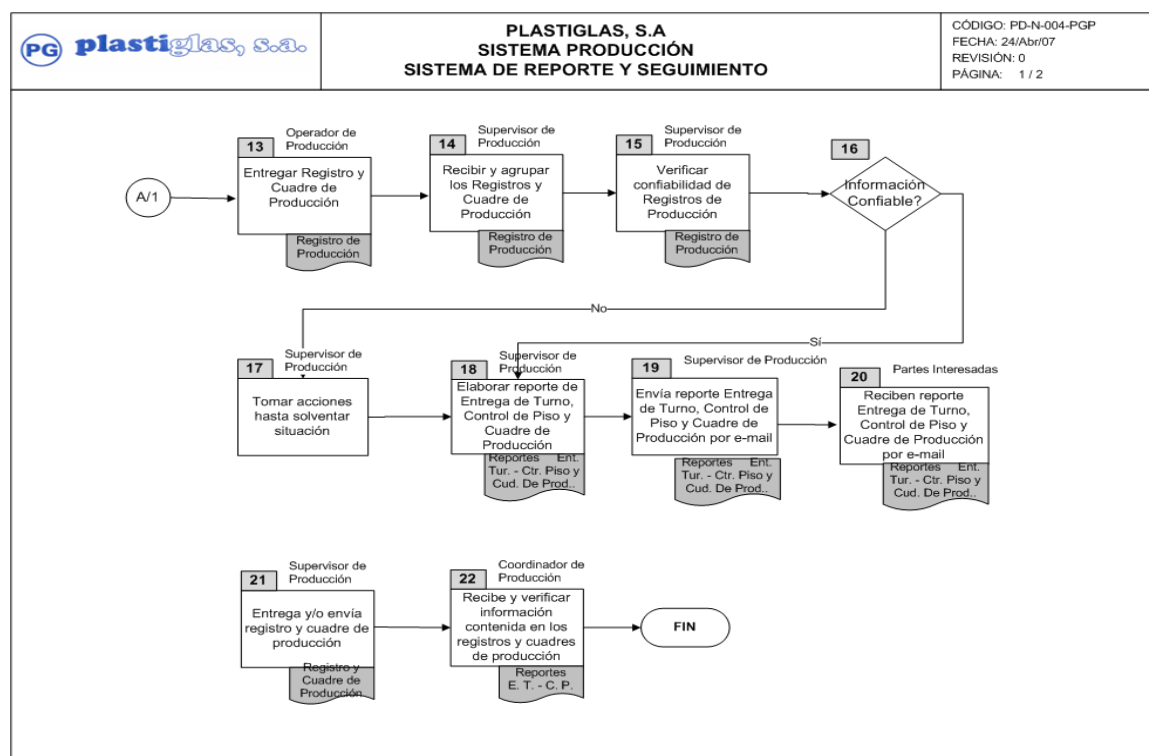 PG plastiglas, s.a.
PLASTIGLAS, S.A
SISTEMA PRODUCCIÓN
SISTEMA DE REPORTE Y SEGUIMIENTO
CÓDIGO: PD-N-004-PGP
FECHA: 24/Abr/07
REVISIÓN: 0
PÁGINA: 1 / 2
A/1
13
Operador de
Producción
Entregar Registro y
Cuadre de
Producción
Registro de
Producción
14
Supervisor de
Producción
Recibir y agrupar
los Registros y
Cuadre de
Producción
Registro de
Producción
15
Supervisor de
Producción
Verificar
confiabilidad de
Registros de
Producción
Registro de
Producción
16
Información
Confiable?
No
Sí
17
Supervisor de
Producción
Tomar acciones
hasta solventar
situación
18
Supervisor de
Producción
Elaborar reporte de
Entrega de Turno,
Control de Piso y
Cuadre de
Producción
Reportes Ent.
Tur. - Ctr. Piso y
Cud. De Prod..
19
Supervisor de Producción
Envía reporte Entrega
de Turno, Control de
Piso y Cuadre de
Producción por e-mail
Reportes Ent.
Tur. - Ctr. Piso y
Cud. De Prod..
20
Partes Interesadas
Reciben reporte
Entrega de Turno,
Control de Piso y
Cuadre de Producción
por e-mail
Reportes Ent.
Tur. - Ctr. Piso y
Cud. De Prod..
21
Supervisor de
Producción
Entrega y/o envía
registro y cuadre de
producción
Registro y
Cuadre de
Producción
22
Coordinador de
Producción
Recibe y verificar
información
contenida en los
registros y cuadres
de producción
Reportes
E. T. - C. P.
FIN